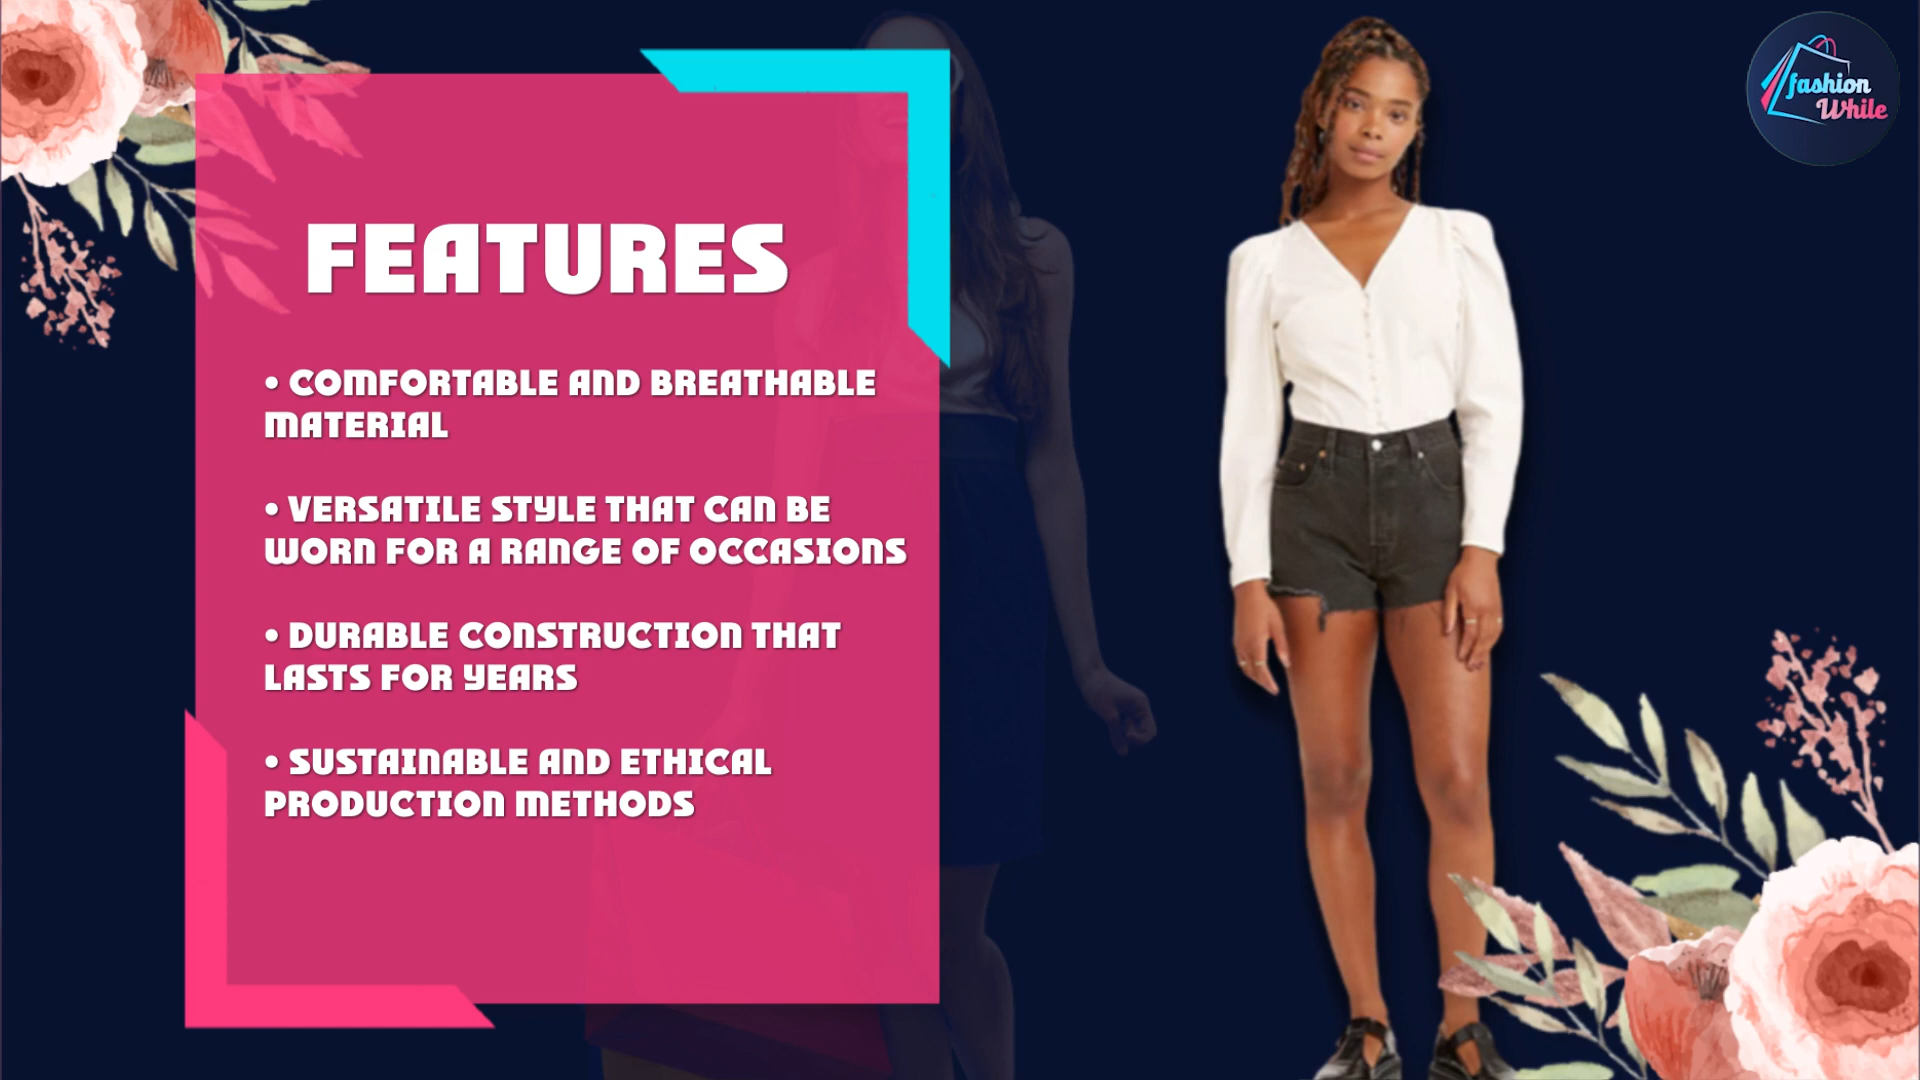 fashion
While
FEATURES
• COMFORTABLE AND BREATHABLE
MATERIAL
• VERSATILE STYLE THAT CAN BE
WORN FOR A RANGE OF OCCASIONS
• DURABLE CONSTRUCTION THAT
LASTS FOR YEARS
• SUSTAINABLE AND ETHICAL
PRODUCTION METHODS